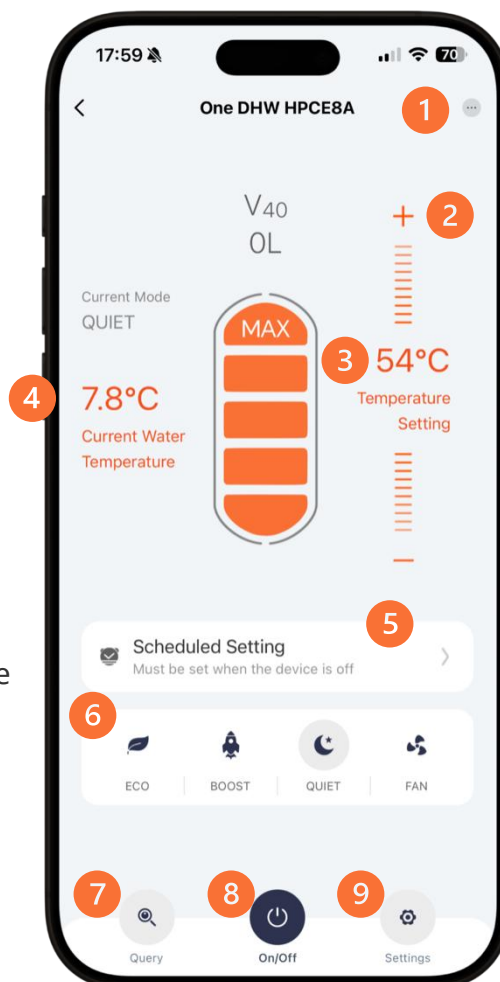 17:59
70
One DHW HPCE8A
1
V40
0L
+
2
Current Mode
QUIET
MAX
3
54°C
Temperature
Setting
4
7.8°C
Current Water
Temperature
−
5
Scheduled Setting
Must be set when the device is off
e
6
ECO
BOOST
QUIET
FAN
7
8
9
Query
On/Off
Settings